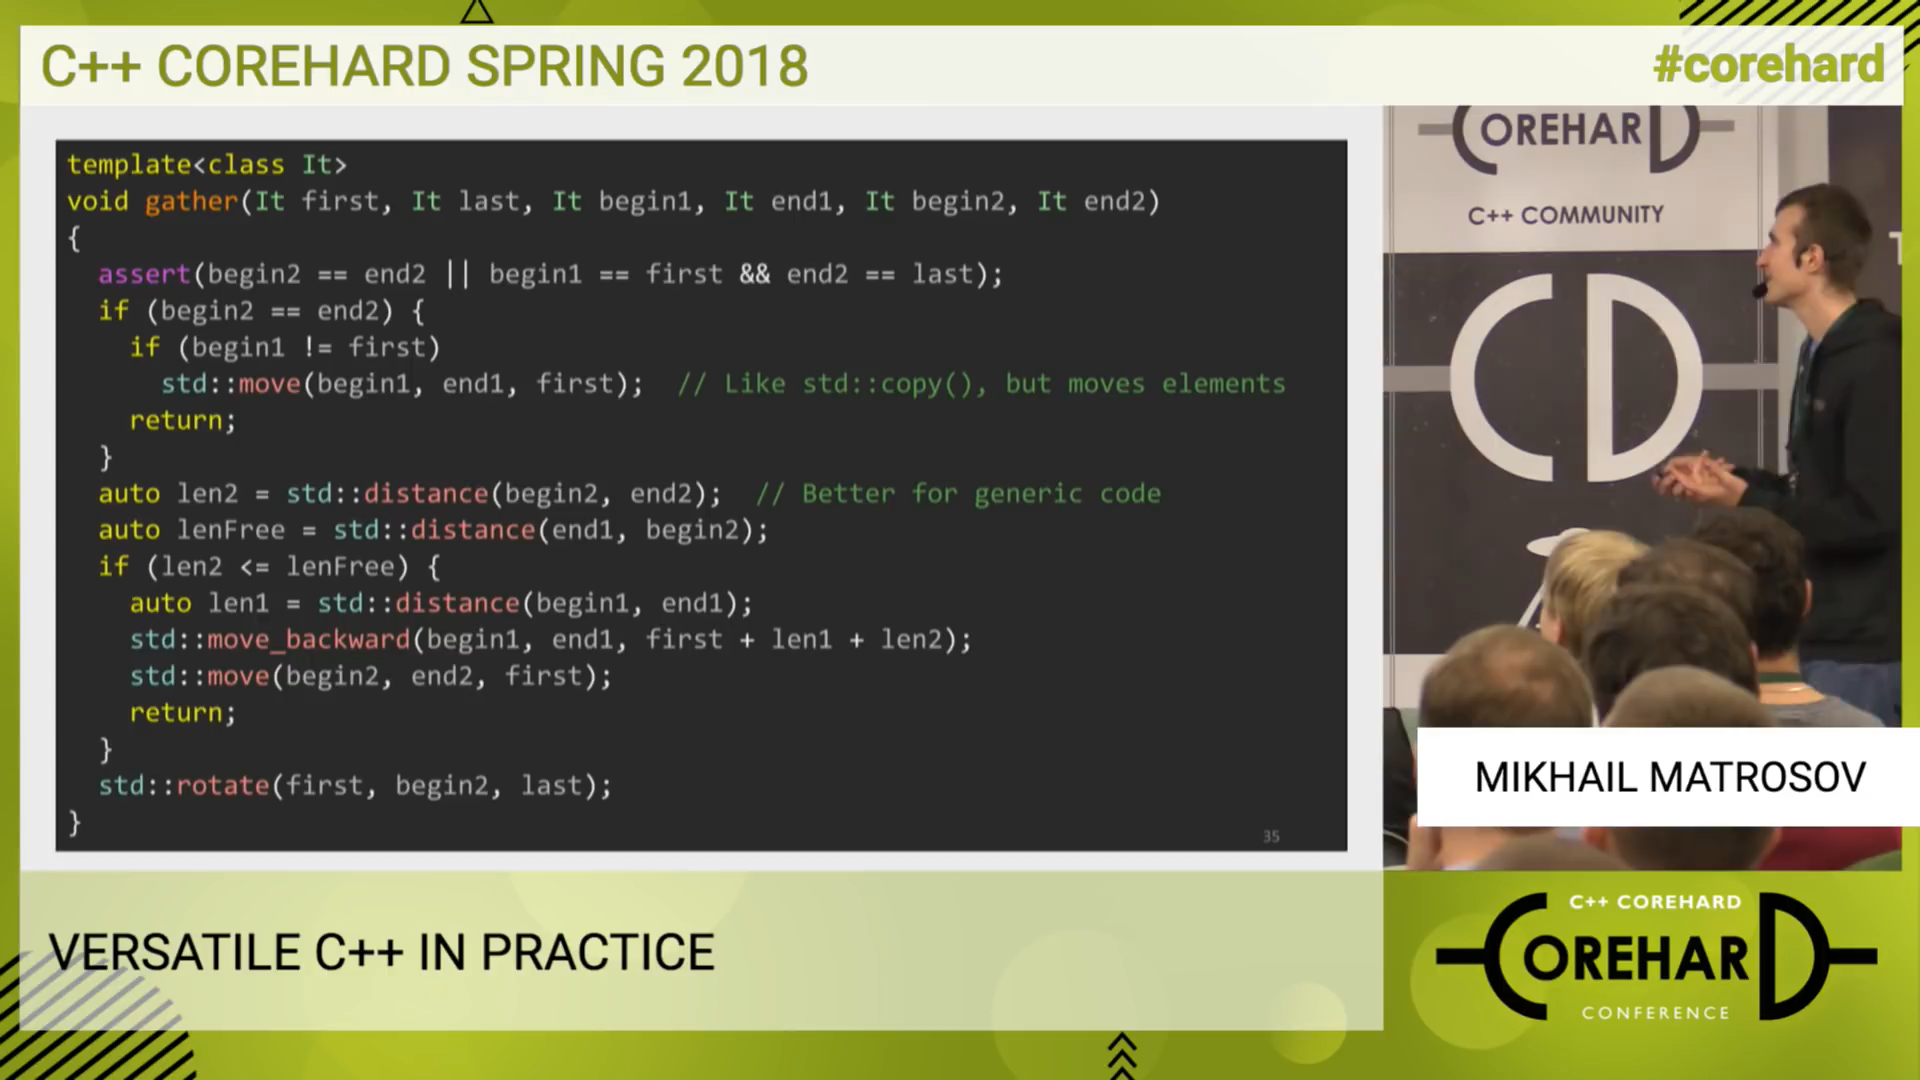 C++ COREHARD SPRING 2018
#corehard
template<class It>
void gather(It first, It last, It begin1, It end1, It begin2, It end2)
{
  assert(begin2 == end2 || begin1 == first && end2 == last);
  if (begin2 == end2) {
    if (begin1 != first)
      std::move(begin1, end1, first);  // Like std::copy(), but moves elements
    return;
  }
  auto len2 = std::distance(begin2, end2);  // Better for generic code
  auto lenFree = std::distance(end1, begin2);
  if (len2 <= lenFree) {
    auto len1 = std::distance(begin1, end1);
    std::move_backward(begin1, end1, first + len1 + len2);
    std::move(begin2, end2, first);
    return;
  }
  std::rotate(first, begin2, last);
}
35
COREHARD
C++ COMMUNITY
CD
MIKHAIL MATROSOV
VERSATILE C++ IN PRACTICE
C++ COREHARD
COREHARD
CONFERENCE